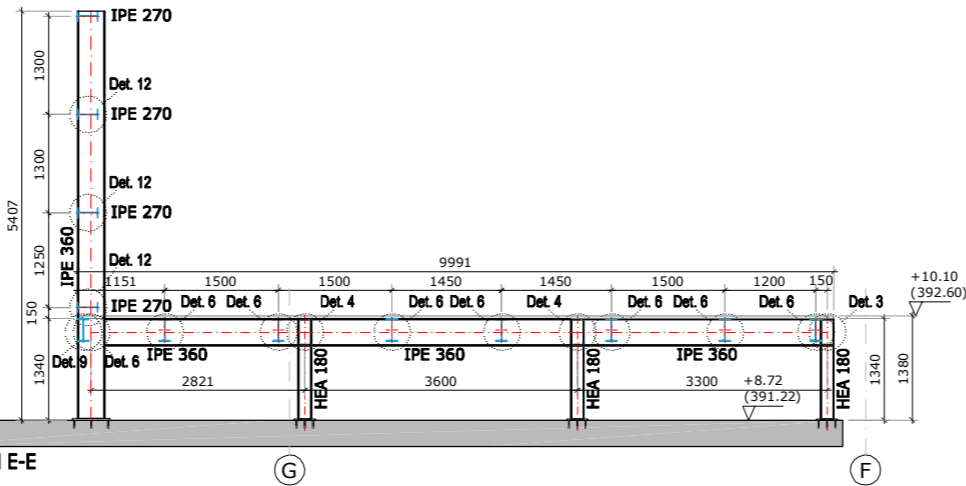 IPE 270
1300
Det. 12
IPE 270
1300
Det. 12
IPE 270
5407
1250
IPE 360
Det. 12
9991
1151 1500 1500 1450 1450 1500 1200 150
+10.10
(392.60)
150
IPE 270
Det. 6 Det. 6 Det. 4 Det. 6 Det. 6 Det. 4 Det. 6 Det. 6 Det. 6 Det. 3
Det. 9 Det. 6
IPE 360 IPE 360 IPE 360
1340
HEA 180 HEA 180 HEA 180
1340
1380
2821 3600 3300
+8.72
(391.22)
E-E
G F